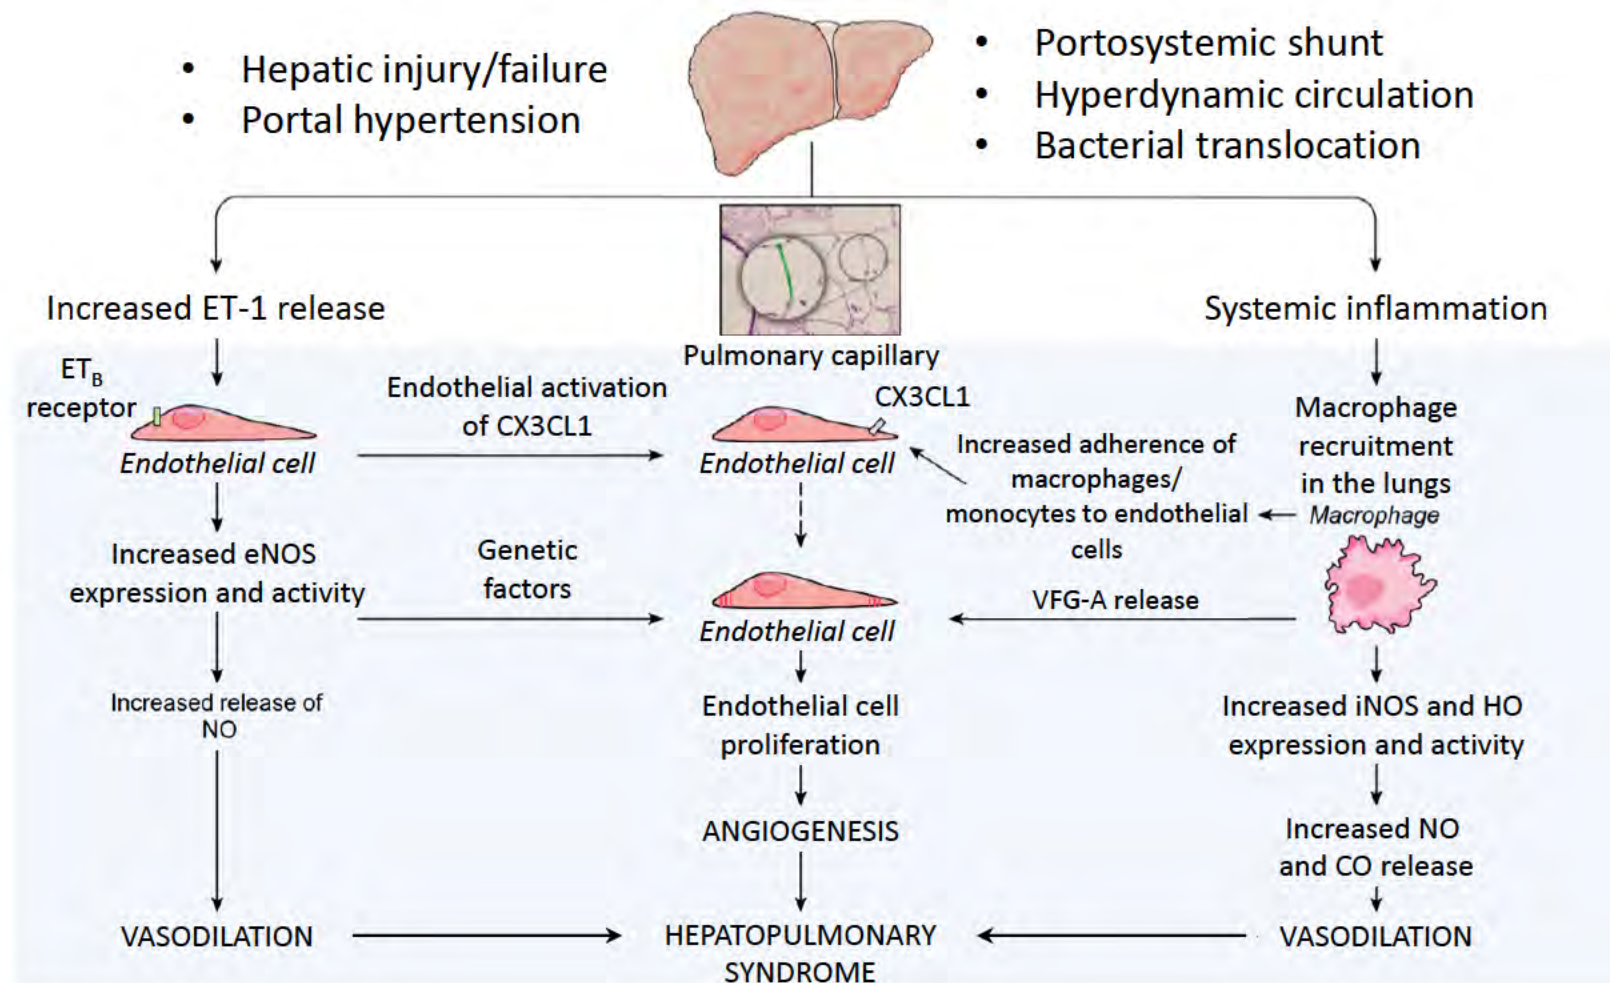 • Hepatic injury/failure
• Portal hypertension
• Portosystemic shunt
• Hyperdynamic circulation
• Bacterial translocation
Increased ET-1 release
ETB
receptor
Endothelial cell
Increased eNOS
expression and activity
Increased release of
NO
VASODILATION
Endothelial activation
of CX3CL1
Genetic
factors
Pulmonary capillary
CX3CL1
Endothelial cell
Endothelial cell
Endothelial cell
proliferation
ANGIOGENESIS
HEPATOPULMONARY
SYNDROME
Increased adherence of
macrophages/
monocytes to endothelial
cells
VFG-A release
Systemic inflammation
Macrophage
recruitment
in the lungs
Macrophage
Increased iNOS and HO
expression and activity
Increased NO
and CO release
VASODILATION